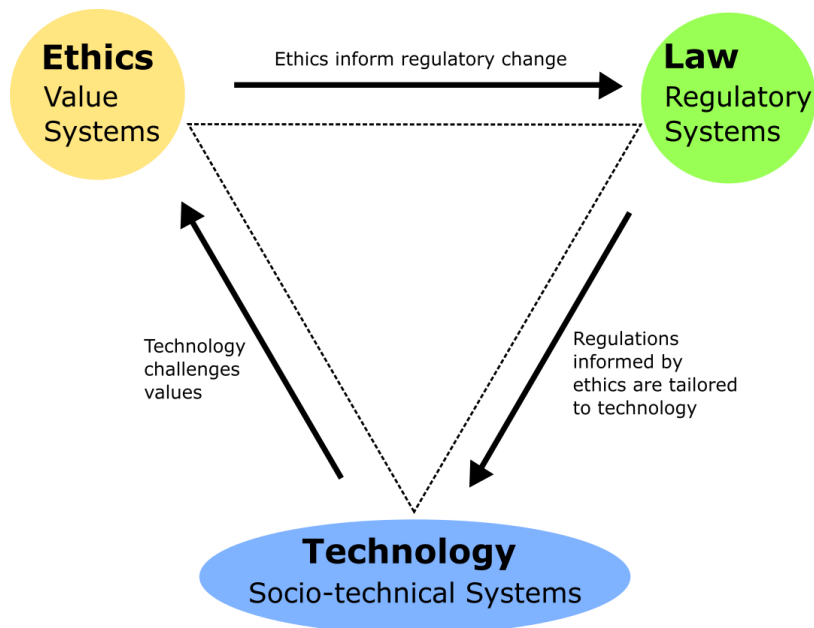 Ethics
Value
Systems
Ethics inform regulatory change
Law
Regulatory
Systems
Technology
challenges
values
Regulations
informed by
ethics are tailored
to technology
Technology
Socio-technical Systems